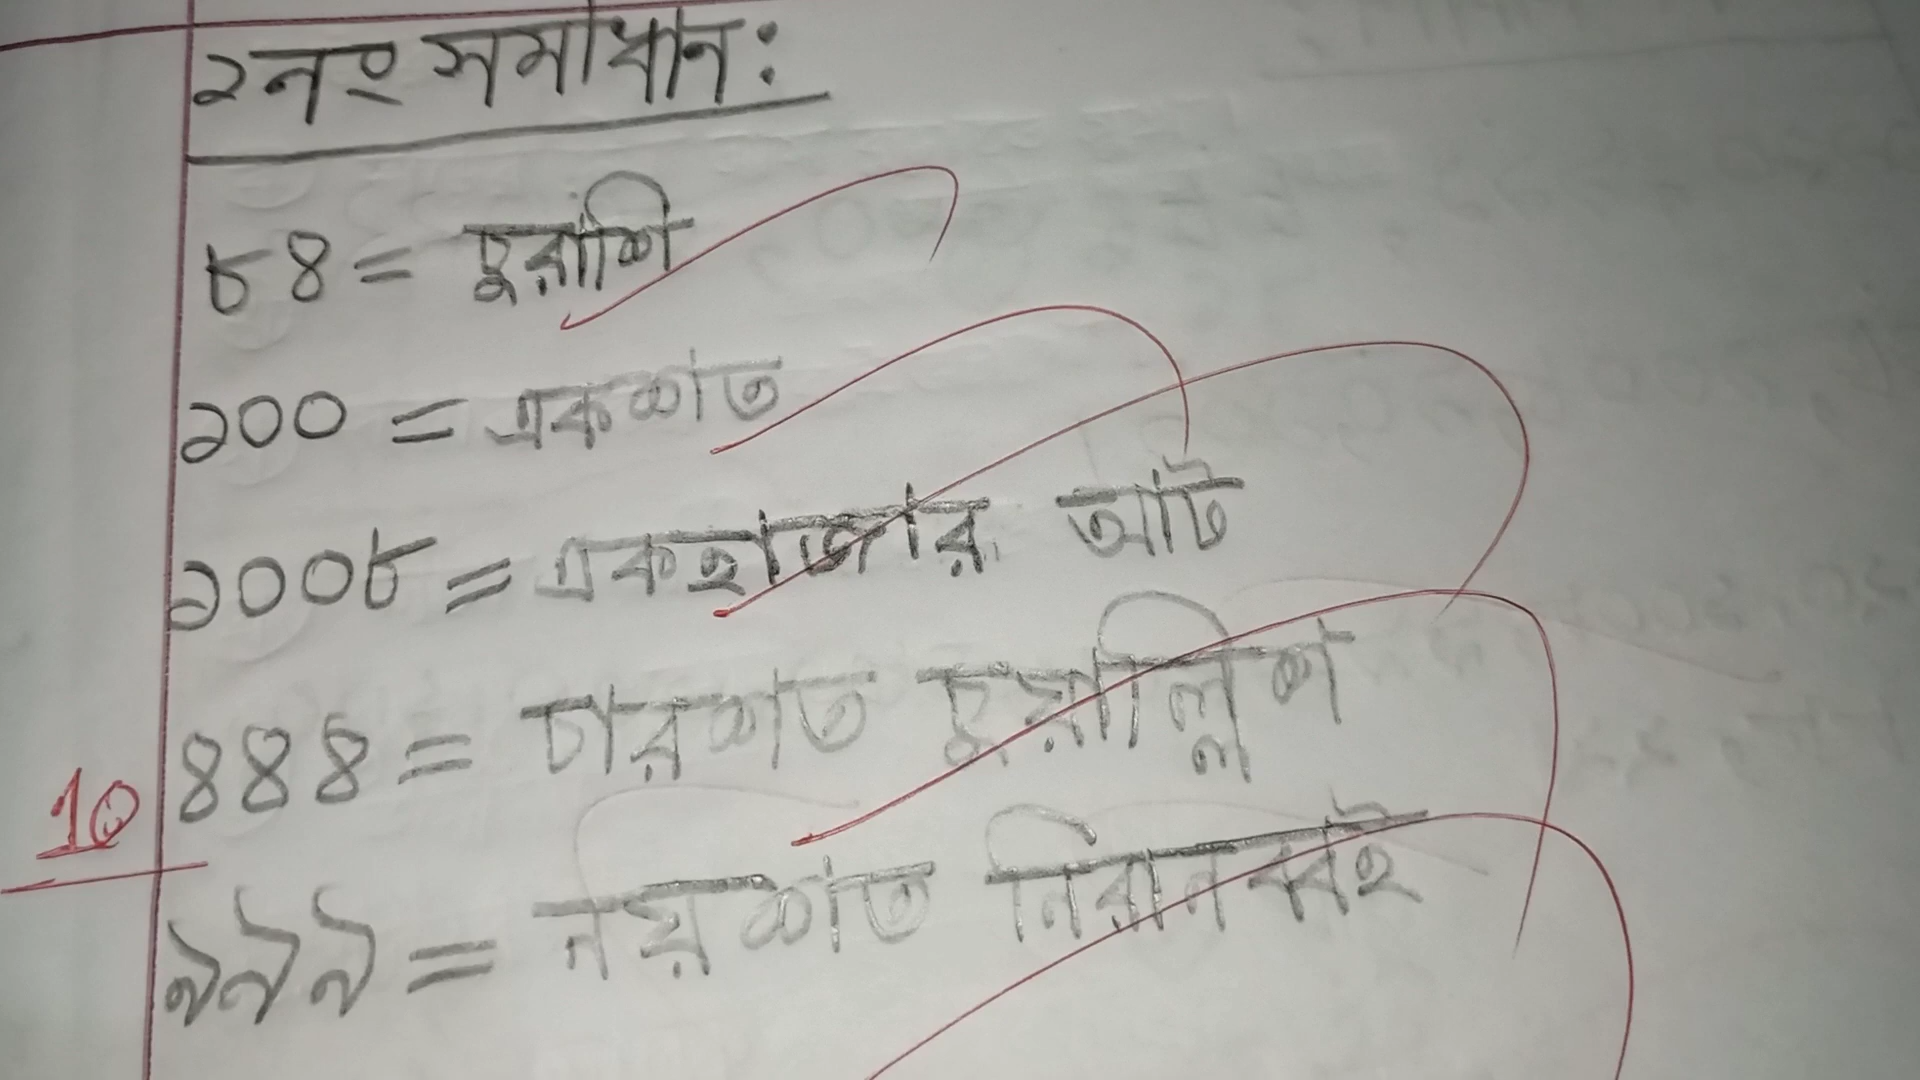 ২নং সমাধান:
৮৪ = চুরাশি
১০০ = একশত
১০০৮ = একহাজার আট
৪৪৪ = চারশত চুয়াল্লিশ
10
৯৯৯ = নয়শত নিরানব্বই